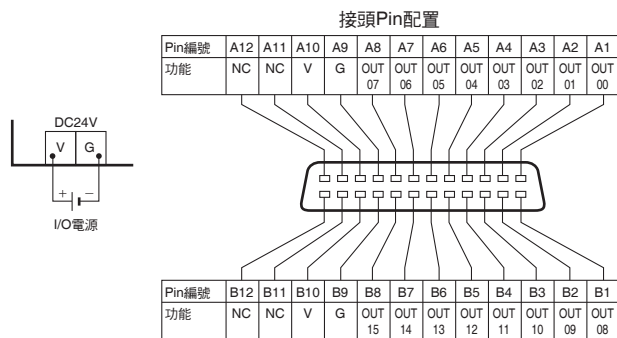 接頭Pin配置
Pin編號 A12 A11 A10 A9 A8 A7 A6 A5 A4 A3 A2 A1
功能 NC NC V G OUT 07 OUT 06 OUT 05 OUT 04 OUT 03 OUT 02 OUT 01 OUT 00
DC24V
V G
+ −
I/O電源
Pin編號 B12 B11 B10 B9 B8 B7 B6 B5 B4 B3 B2 B1
功能 NC NC V G OUT 15 OUT 14 OUT 13 OUT 12 OUT 11 OUT 10 OUT 09 OUT 08